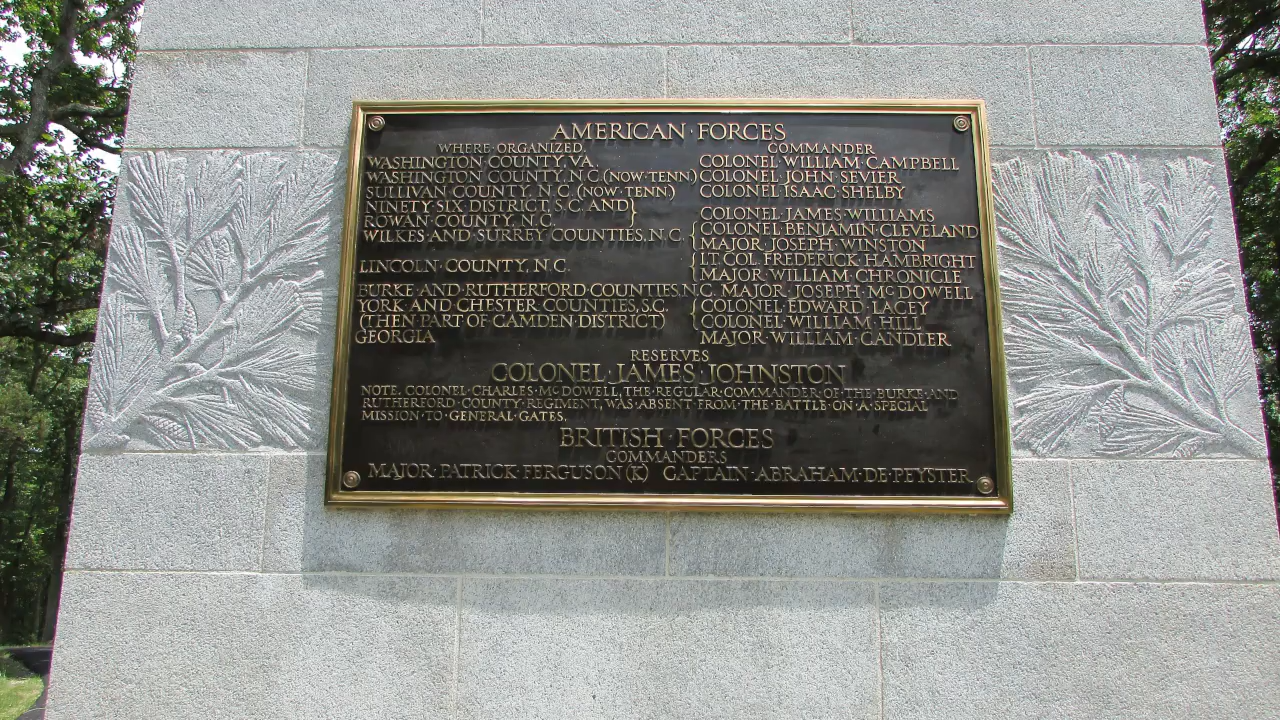 AMERICAN·FORCES
WHERE·ORGANIZED COMMANDER
WASHINGTON·COUNTY, VA. COLONEL·WILLIAM·CAMPBELL
WASHINGTON·COUNTY, N.C. (NOW·TENN) COLONEL·JOHN·SEVIER
SULLIVAN·COUNTY, N.C. (NOW·TENN) COLONEL·ISAAC·SHELBY
NINETY·SIX·DISTRICT, S.C. AND
ROWAN·COUNTY, N.C. COLONEL·JAMES·WILLIAMS
WILKES·AND·SURREY·COUNTIES, N.C. COLONEL·BENJAMIN·CLEVELAND
MAJOR·JOSEPH·WINSTON
LINCOLN·COUNTY, N.C. LT. COL. FREDERICK·HAMBRIGHT
MAJOR·WILLIAM·CHRONICLE
BURKE·AND·RUTHERFORD·COUNTIES, N.C. MAJOR·JOSEPH·McDOWELL
YORK·AND·CHESTER·COUNTIES, S.C. COLONEL·EDWARD·LACEY
(THEN·PART·OF·CAMDEN·DISTRICT) COLONEL·WILLIAM·HILL
GEORGIA MAJOR·WILLIAM·CANDLER
RESERVES
COLONEL·JAMES·JOHNSTON
NOTE. COLONEL·CHARLES·McDOWELL, THE·REGULAR·COMMANDER·OF·THE·BURKE·AND
RUTHERFORD·COUNTY·REGIMENT, WAS·ABSENT·FROM·THE·BATTLE·ON·A·SPECIAL
MISSION·TO·GENERAL·GATES.
BRITISH·FORCES
COMMANDERS
MAJOR·PATRICK·FERGUSON (K) CAPTAIN·ABRAHAM·DE·PEYSTER